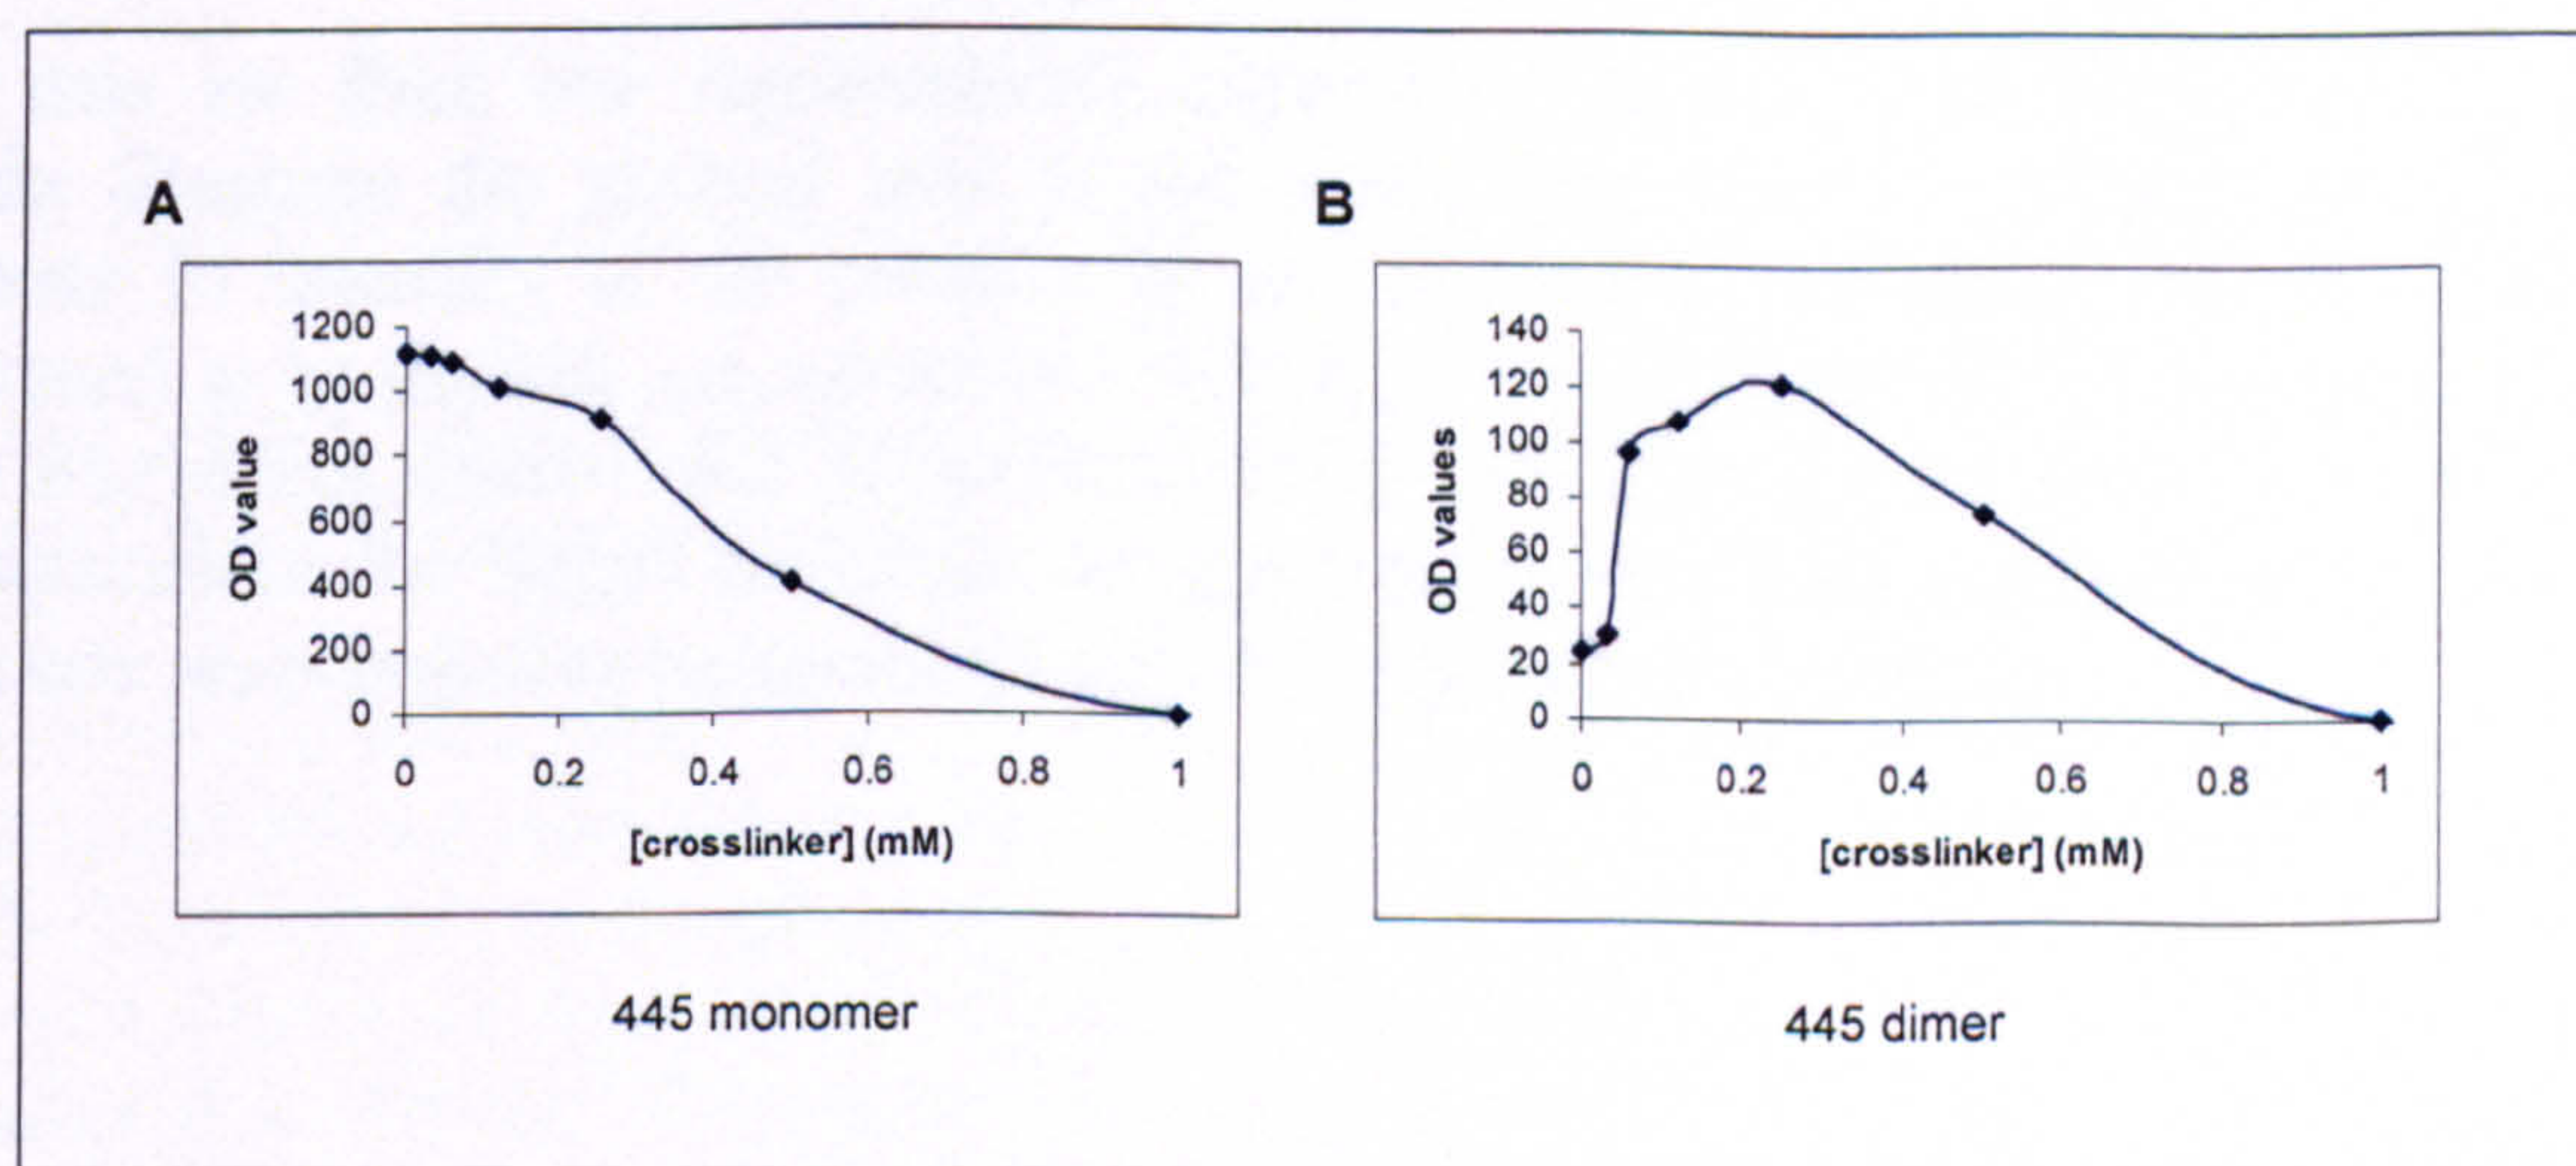 A
1200
1000
800
600
400
200
0
OD value
0 0.2 0.4 0.6 0.8 1
[crosslinker] (mM)
445 monomer
B
140
120
100
80
60
40
20
0
OD values
0 0.2 0.4 0.6 0.8 1
[crosslinker] (mM)
445 dimer